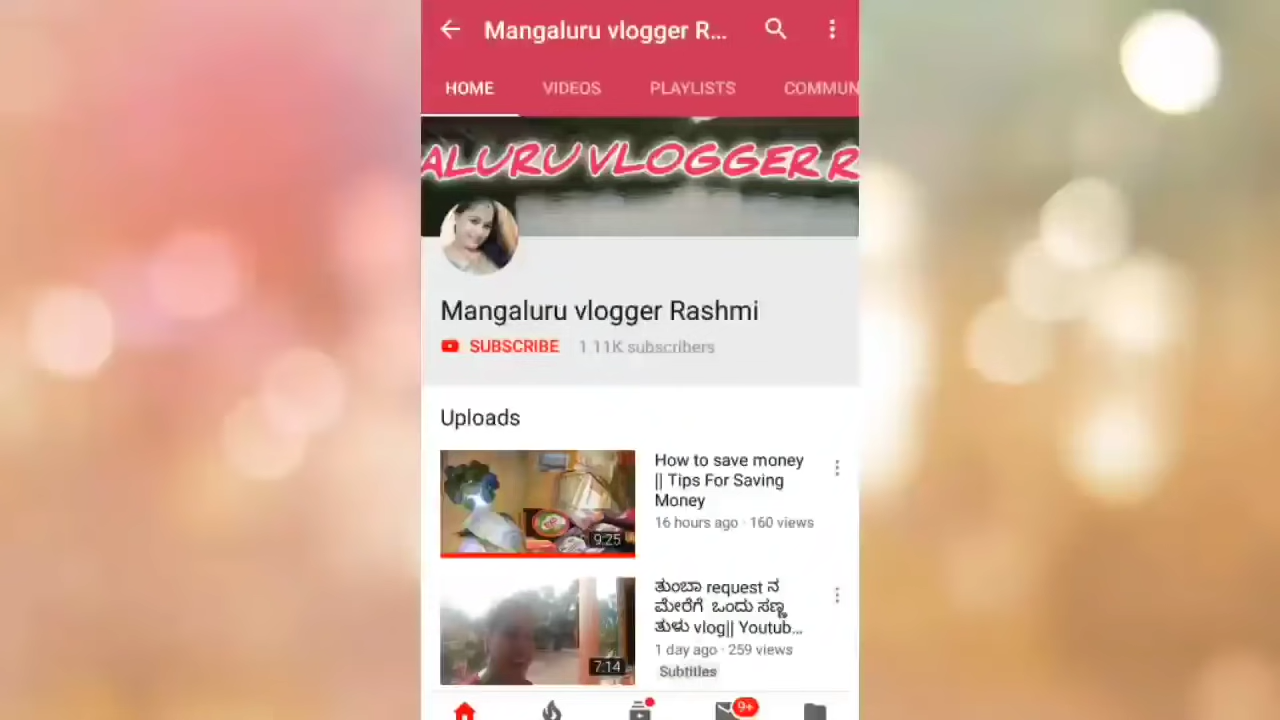 Mangaluru vlogger R...
HOME VIDEOS PLAYLISTS COMMUN
ALURU VLOGGER R
Mangaluru vlogger Rashmi
SUBSCRIBE 1.11K subscribers
Uploads
How to save money
|| Tips For Saving
Money
16 hours ago · 160 views
9:25
ತುಂಬಾ request ನ
ಮೇರೆಗೆ ಒಂದು ಸಣ್ಣ
ತುಳು vlog|| Youtub...
1 day ago · 259 views
7:14
Subtitles
9+